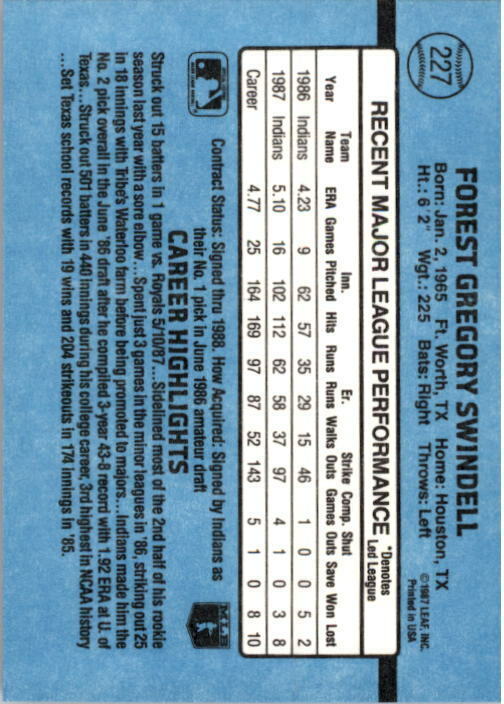 227
FOREST GREGORY SWINDELL
Born: Jan. 2, 1965 Ft. Worth, TX Home: Houston, TX
Ht.: 6' 2" Wgt.: 225 Bats: Right Throws: Left
©1987 LEAF, INC.
Printed in USA
RECENT MAJOR LEAGUE PERFORMANCE
*Denotes
Led League
Team Inn. Er. Strike Comp. Shut
Year Name ERA Games Pitched Hits Runs Runs Walks Outs Games Outs Save Won Lost
1986 Indians 4.23 9 62 57 35 29 15 46 1 0 0 5 2
1987 Indians 5.10 16 102 112 62 58 37 97 4 1 0 3 8
Career 4.77 25 164 169 97 87 52 143 5 1 0 8 10
Contract Status: Signed thru 1988. How Acquired: Signed by Indians as
their No. 1 pick in June 1986 amateur draft
MLB
CAREER HIGHLIGHTS
Struck out 15 batters in 1 game vs. Royals 5/10/87...Sidelined most of the 2nd half of his rookie
season last year with a sore elbow...Spent just 3 games in the minor leagues in '86, striking out 25
in 18 innings with Tribe's Waterloo farm before being promoted to majors...Indians made him the
No. 2 pick overall in the June '86 draft after he compiled 3-year 43-8 record with 1.92 ERA at U. of
Texas...Struck out 501 batters in 440 innings during his college career, 3rd highest in NCAA history
...Set Texas school records with 19 wins and 204 strikeouts in 174 innings in '85.